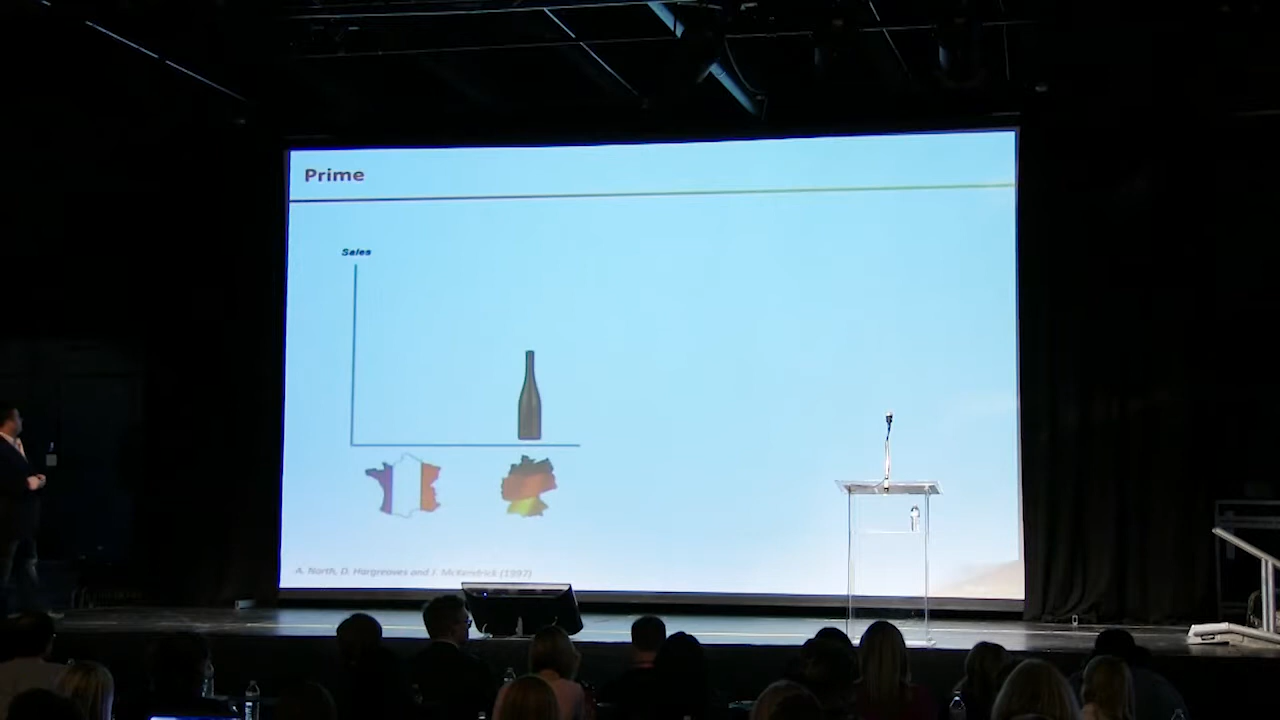 Prime
Sales
A. North, D. Hargreaves and J. McKendrick (1997)